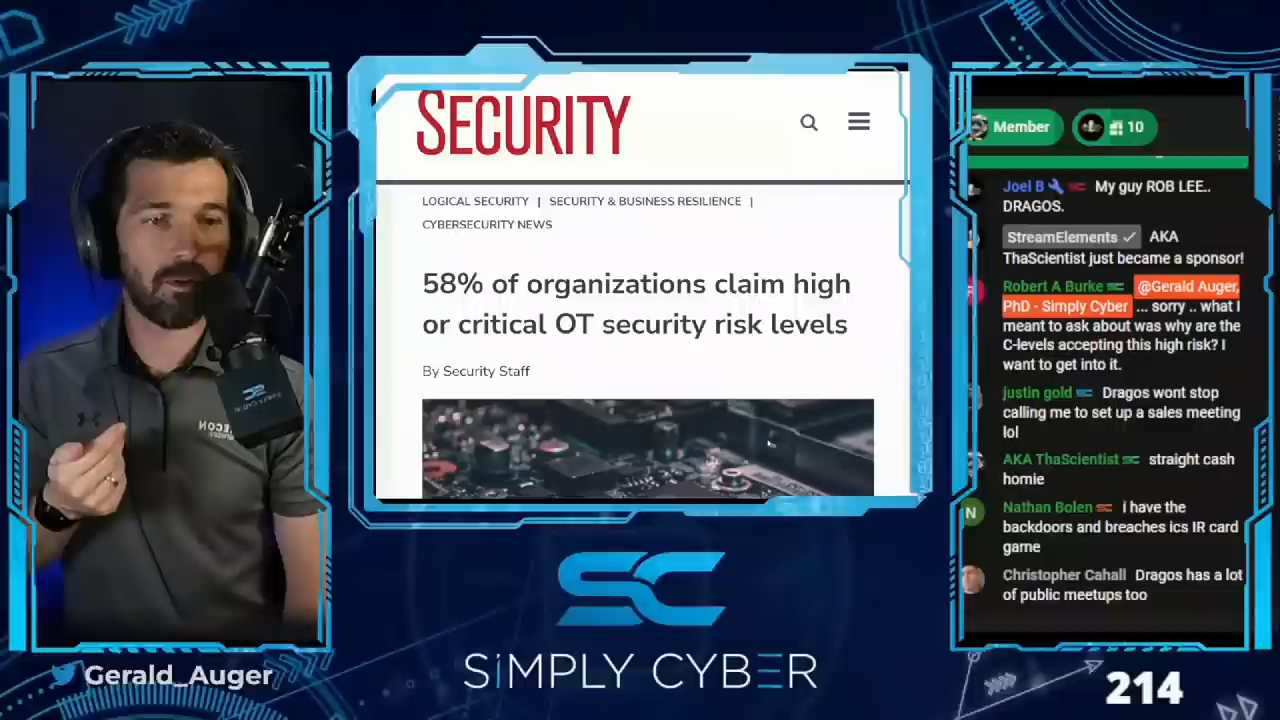 SECURITY
LOGICAL SECURITY | SECURITY & BUSINESS RESILIENCE |
CYBERSECURITY NEWS
58% of organizations claim high
or critical OT security risk levels
By Security Staff
SC
SiMPLY CYBER
Gerald_Auger
Member
10
Joel B My guy ROB LEE..
DRAGOS.
StreamElements AKA
ThaScientist just became a sponsor!
Robert A Burke @Gerald Auger,
PhD - Simply Cyber ... sorry .. what I
meant to ask about was why are the
C-levels accepting this high risk? I
want to get into it.
justin gold Dragos wont stop
calling me to set up a sales meeting
lol
AKA ThaScientist straight cash
homie
N
Nathan Bolen i have the
backdoors and breaches ics IR card
game
Christopher Cahall Dragos has a lot
of public meetups too
214